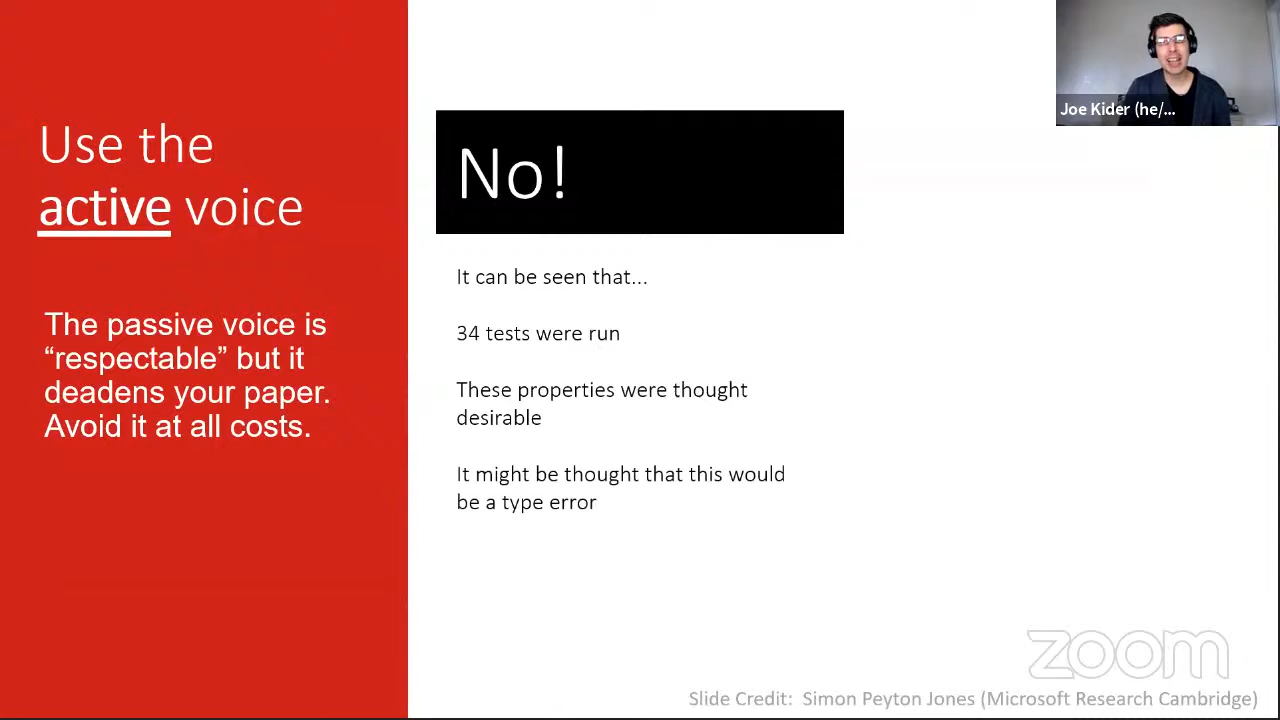 Use the
active voice
The passive voice is
“respectable” but it
deadens your paper.
Avoid it at all costs.
No!
It can be seen that...
34 tests were run
These properties were thought
desirable
It might be thought that this would
be a type error
Joe Kider (he/...
zoom
Slide Credit: Simon Peyton Jones (Microsoft Research Cambridge)